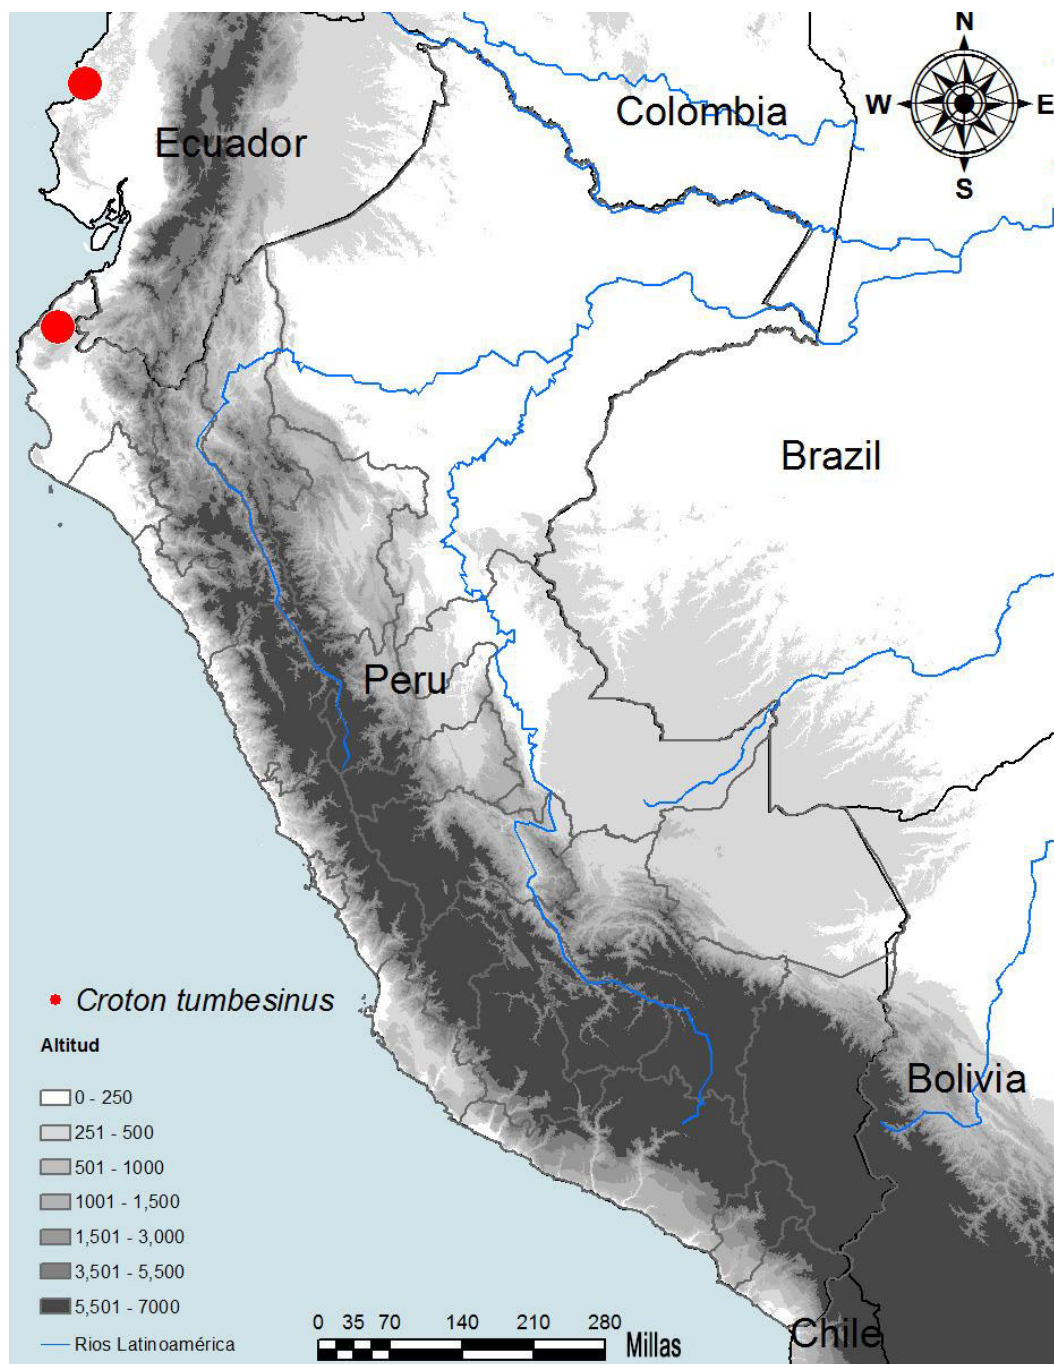 N
Colombia
W
E
Ecuador
S
Brazil
Peru
Croton tumbesinus
Altitud
0 - 250
251 - 500
501 - 1000
1001 - 1,500
1,501 - 3,000
3,501 - 5,500
5,501 - 7000
Rios Latinoamérica
Bolivia
0 35 70 140 210 280
Millas
Chile